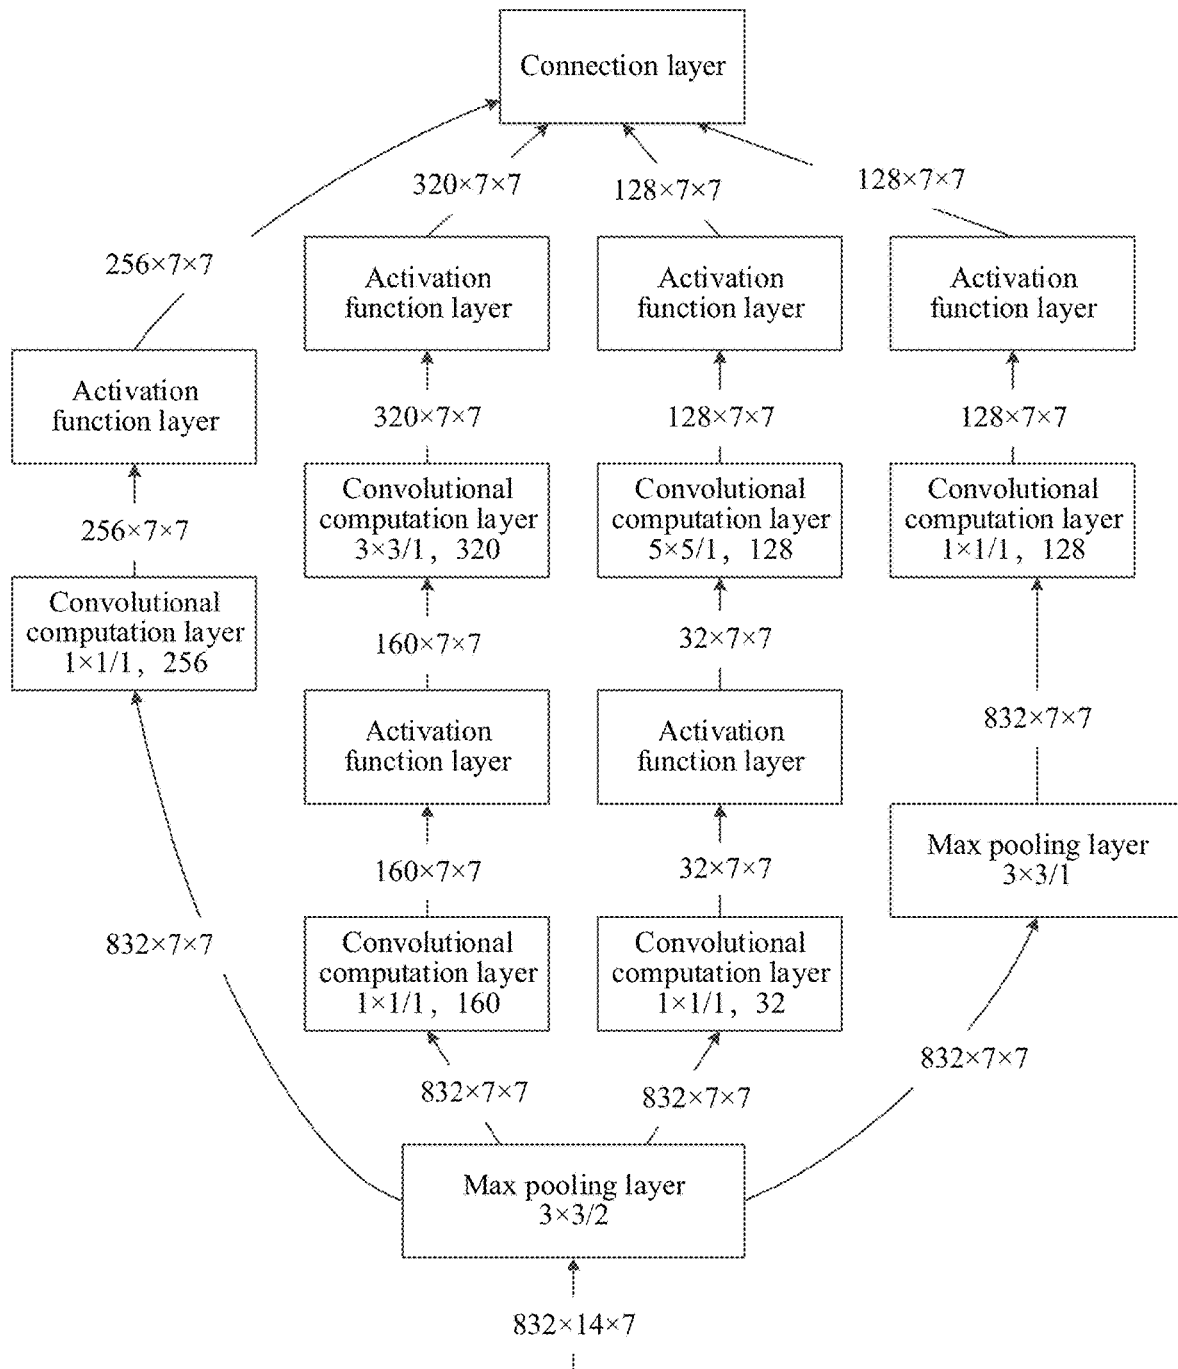 Connection layer
320×7×7
128×7×7
128×7×7
256×7×7
Activation
function layer
Activation
function layer
Activation
function layer
Activation
function layer
320×7×7
128×7×7
128×7×7
256×7×7
Convolutional
computation layer
3×3/1, 320
Convolutional
computation layer
5×5/1, 128
Convolutional
computation layer
1×1/1, 128
Convolutional
computation layer
1×1/1, 256
160×7×7
32×7×7
832×7×7
Activation
function layer
Activation
function layer
Max pooling layer
3×3/1
160×7×7
32×7×7
832×7×7
Convolutional
computation layer
1×1/1, 160
Convolutional
computation layer
1×1/1, 32
832×7×7
832×7×7
832×7×7
Max pooling layer
3×3/2
832×14×7